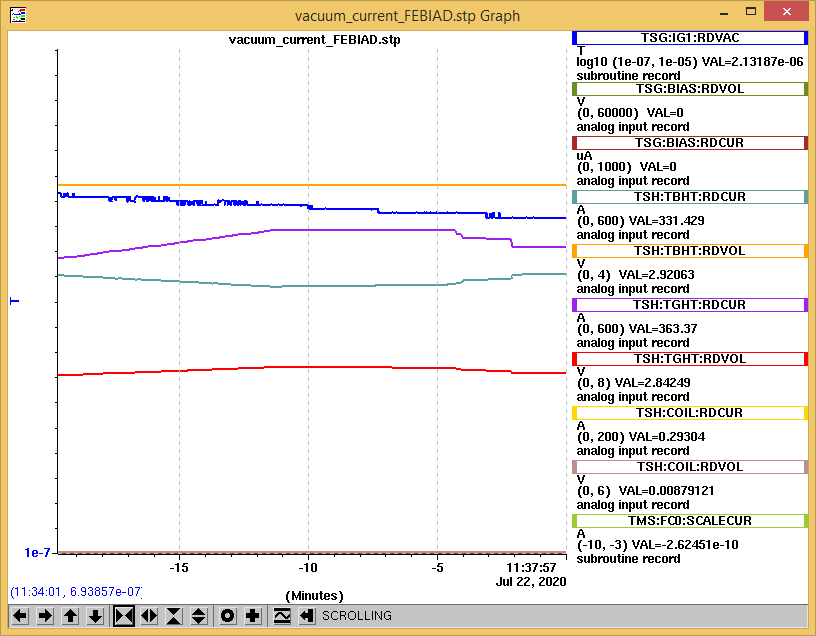 vacuum_current_FEBIAD.stp Graph
vacuum_current_FEBIAD.stp
T
1e-7
-15
-10
-5
11:37:57
Jul 22, 2020
(Minutes)
(11:34:01, 6.93857e-07)
SCROLLING
TSG:IG1:RDVAC
T
log10 (1e-07, 1e-05) VAL=2.13187e-06
subroutine record
TSG:BIAS:RDVOL
V
(0, 60000) VAL=0
analog input record
TSG:BIAS:RDCUR
uA
(0, 1000) VAL=0
analog input record
TSH:TBHT:RDCUR
A
(0, 600) VAL=331.429
analog input record
TSH:TBHT:RDVOL
V
(0, 4) VAL=2.92063
analog input record
TSH:TGHT:RDCUR
A
(0, 600) VAL=363.37
analog input record
TSH:TGHT:RDVOL
V
(0, 8) VAL=2.84249
analog input record
TSH:COIL:RDCUR
A
(0, 200) VAL=0.29304
analog input record
TSH:COIL:RDVOL
V
(0, 6) VAL=0.00879121
analog input record
TMS:FC0:SCALECUR
A
(-10, -3) VAL=-2.62451e-10
subroutine record